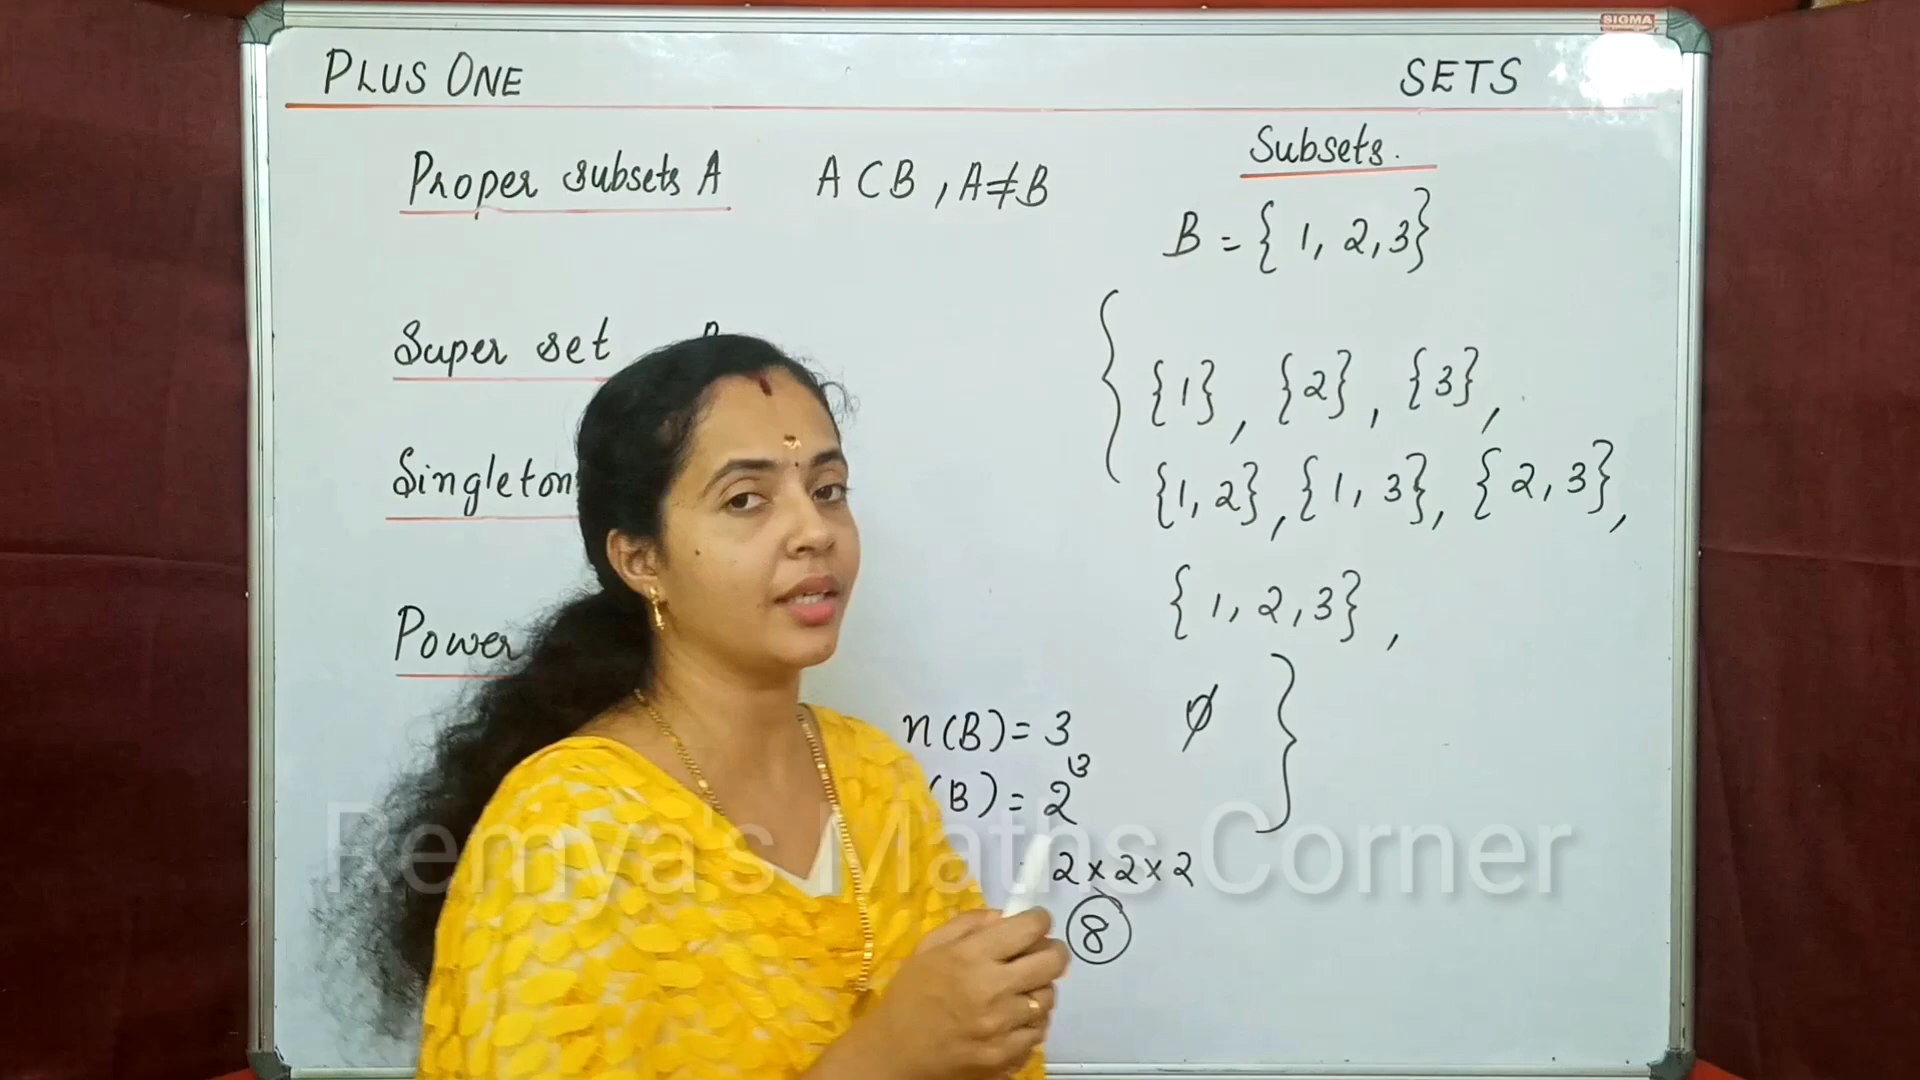 SIGMA
PLUS ONE SETS
Proper subsets A A ⊂ B , A ≠ B
Subsets.
B = { 1, 2, 3}
Super set
Singleton
Power
{ {1}, {2}, {3},
{1, 2}, {1, 3}, { 2, 3},
{ 1, 2, 3},
ϕ }
n (B) = 3
(B) = 2³
2 × 2 × 2
8
Remya's Maths Corner